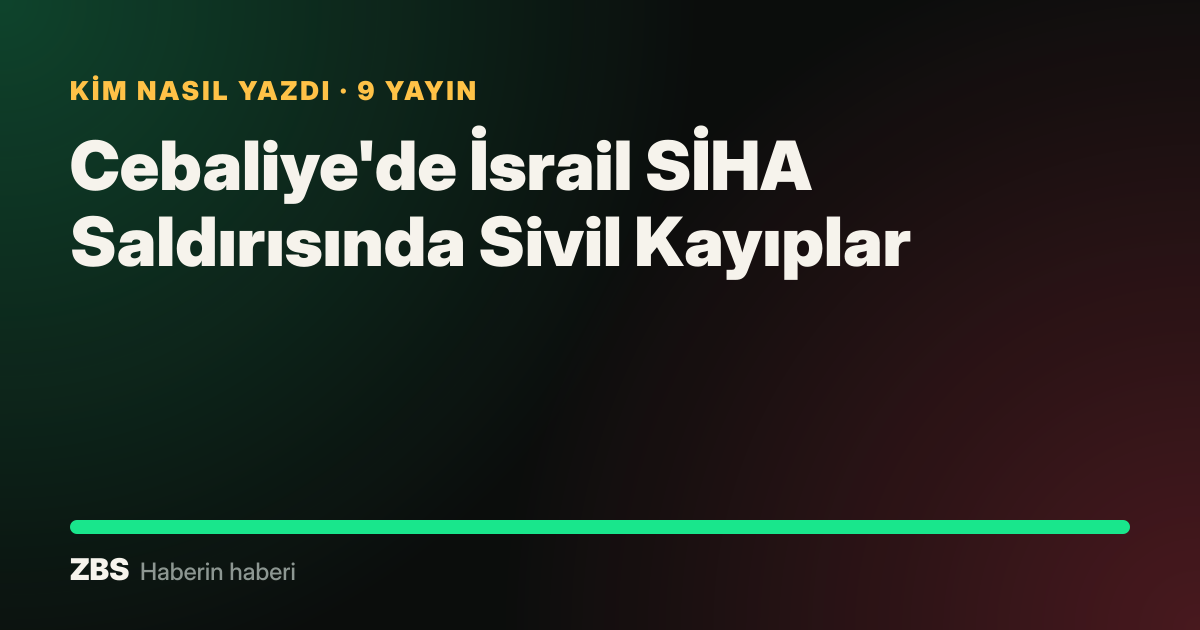 KİM NASIL YAZDI · 9 YAYIN
Cebaliye'de İsrail SİHA
Saldırısında Sivil Kayıplar
ZBS Haberin haberi